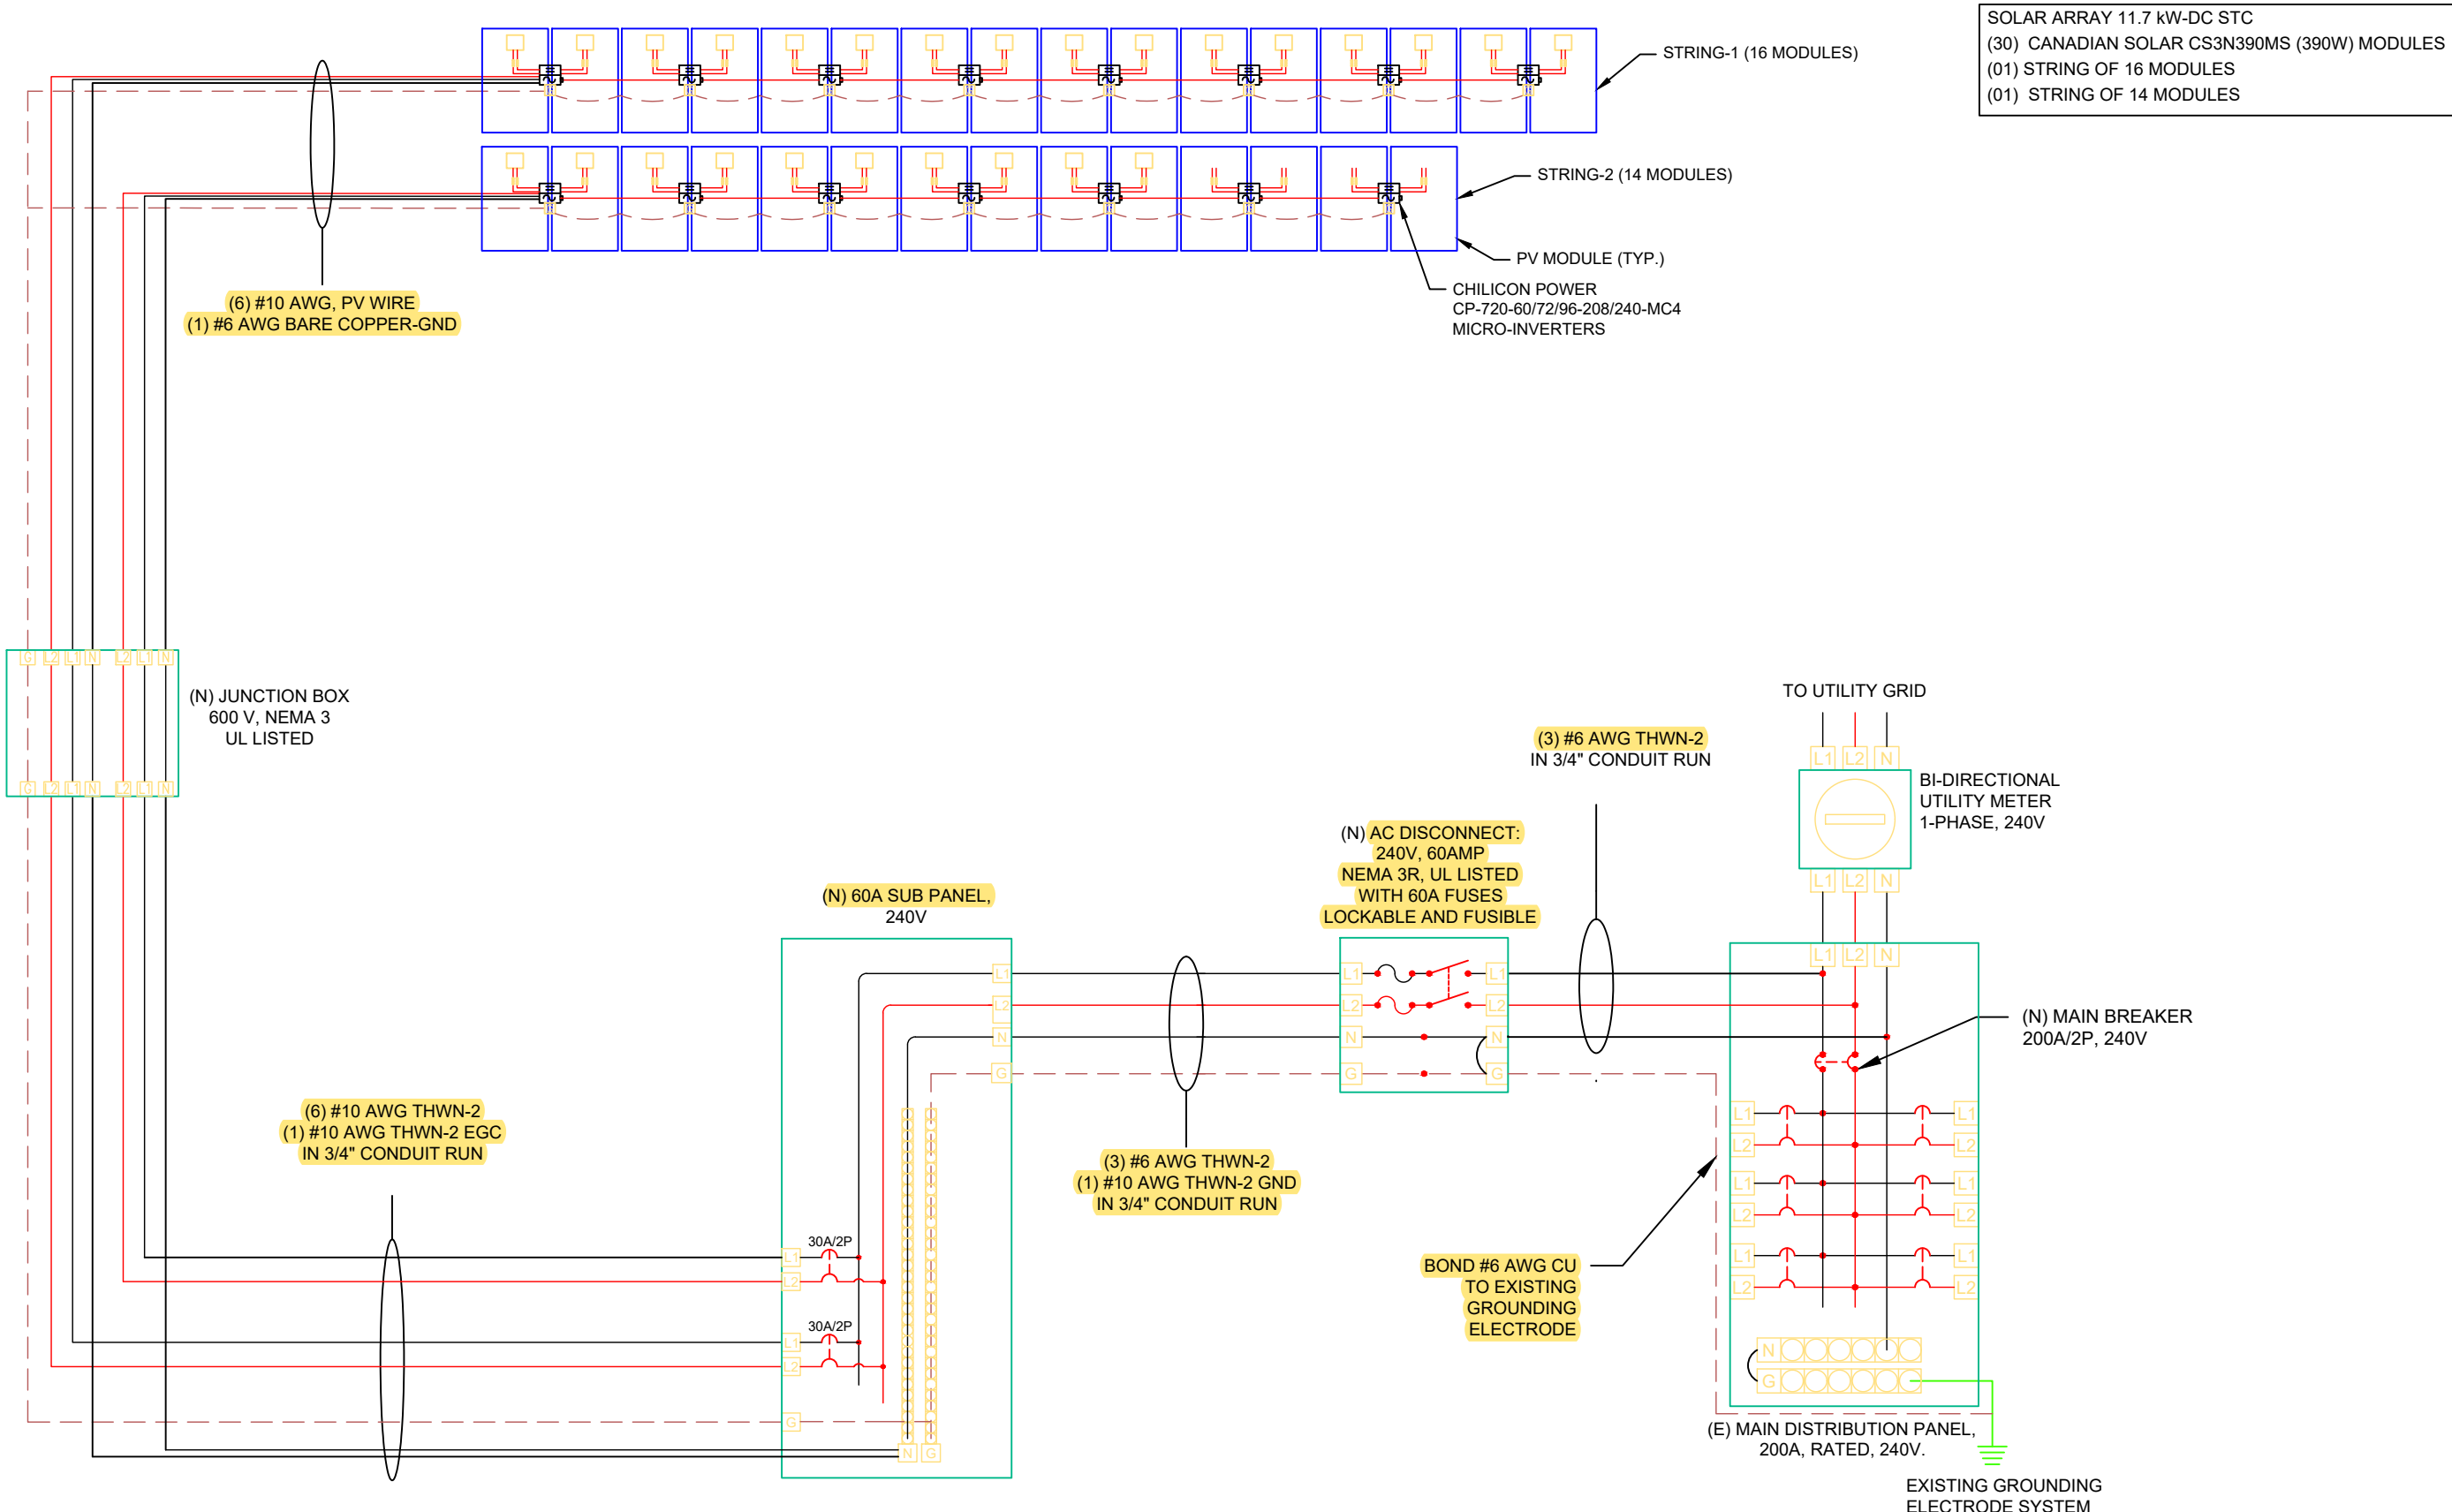 SOLAR ARRAY 11.7 kW-DC STC
(30) CANADIAN SOLAR CS3N390MS (390W) MODULES
(01) STRING OF 16 MODULES
(01) STRING OF 14 MODULES
STRING-1 (16 MODULES)
STRING-2 (14 MODULES)
PV MODULE (TYP.)
CHILICON POWER
CP-720-60/72/96-208/240-MC4
MICRO-INVERTERS
(6) #10 AWG, PV WIRE
(1) #6 AWG BARE COPPER-GND
G L2 L1 N L2 L1 N
(N) JUNCTION BOX
600 V, NEMA 3
UL LISTED
G L2 L1 N L2 L1 N
TO UTILITY GRID
L1 L2 N
BI-DIRECTIONAL
UTILITY METER
1-PHASE, 240V
L1 L2 N
(3) #6 AWG THWN-2
IN 3/4" CONDUIT RUN
(N) AC DISCONNECT:
240V, 60AMP
NEMA 3R, UL LISTED
WITH 60A FUSES
LOCKABLE AND FUSIBLE
(N) 60A SUB PANEL,
240V
L1
L2
N
G
L1 L1
L2 L2
N N
G G
L1 L2 N
(N) MAIN BREAKER
200A/2P, 240V
(6) #10 AWG THWN-2
(1) #10 AWG THWN-2 EGC
IN 3/4" CONDUIT RUN
(3) #6 AWG THWN-2
(1) #10 AWG THWN-2 GND
IN 3/4" CONDUIT RUN
L1 L1
L2 L2
L1 L1
L2 L2
L1 L1
L2 L2
30A/2P
L1
L2
30A/2P
L1
L2
G
N G
BOND #6 AWG CU
TO EXISTING
GROUNDING
ELECTRODE
N
G
(E) MAIN DISTRIBUTION PANEL,
200A, RATED, 240V.
EXISTING GROUNDING
ELECTRODE SYSTEM